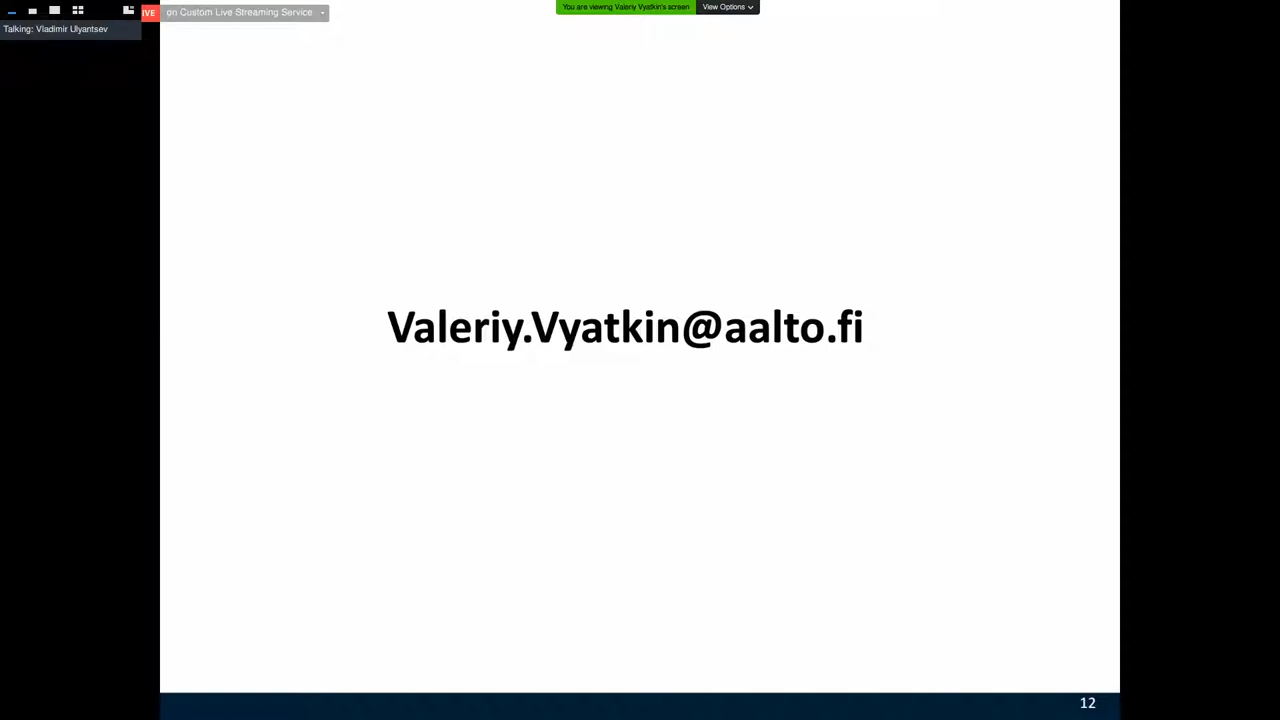 LIVE
on Custom Live Streaming Service
You are viewing Valeriy Vyatkin's screen
View Options
Talking: Vladimir Ulyantsev
Valeriy.Vyatkin@aalto.fi
12